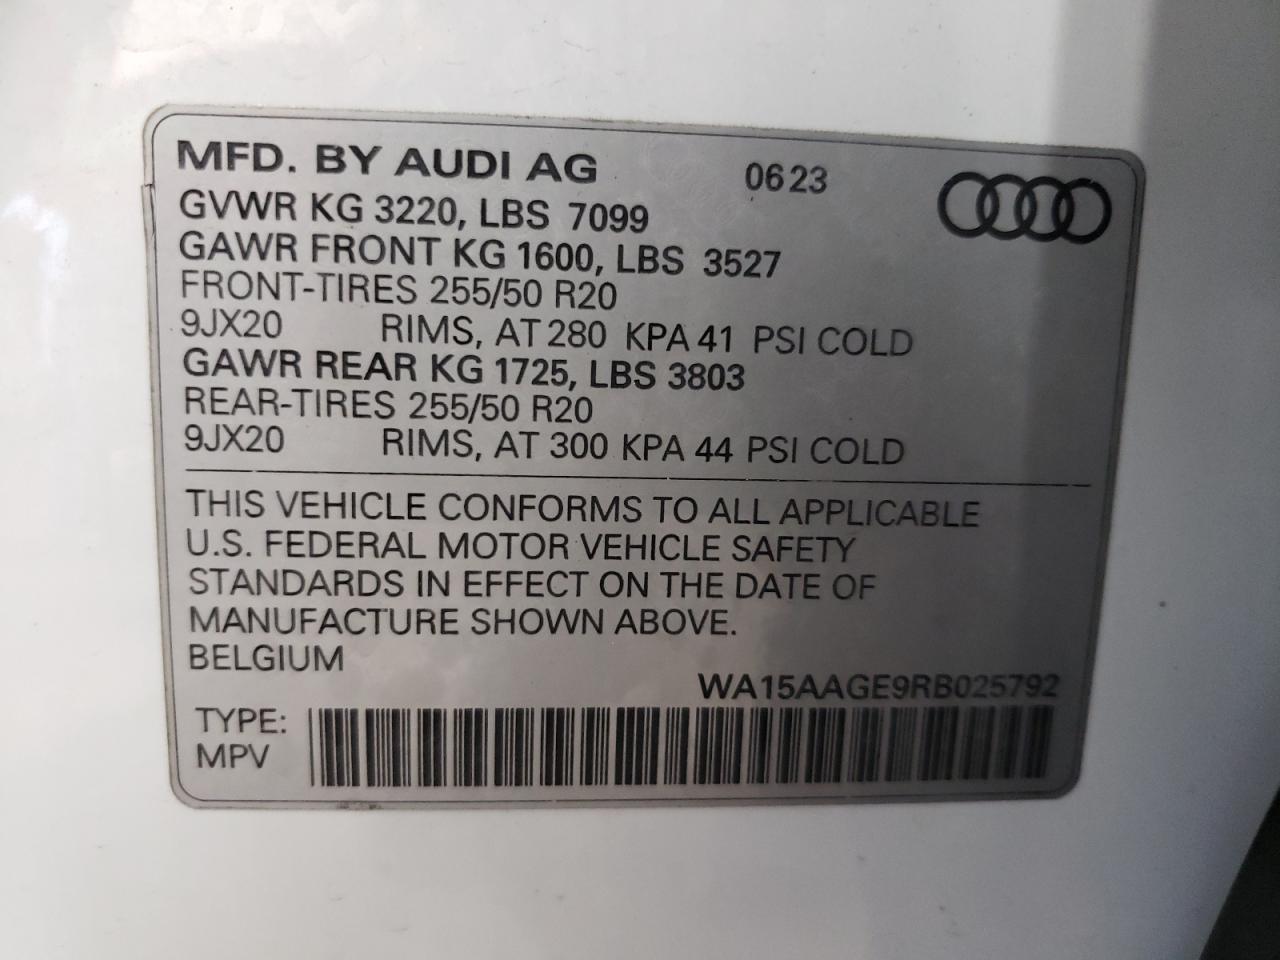 MFD. BY AUDI AG 0623
GVWR KG 3220, LBS 7099
GAWR FRONT KG 1600, LBS 3527
FRONT-TIRES 255/50 R20
9JX20 RIMS, AT 280 KPA 41 PSI COLD
GAWR REAR KG 1725, LBS 3803
REAR-TIRES 255/50 R20
9JX20 RIMS, AT 300 KPA 44 PSI COLD
THIS VEHICLE CONFORMS TO ALL APPLICABLE
U.S. FEDERAL MOTOR VEHICLE SAFETY
STANDARDS IN EFFECT ON THE DATE OF
MANUFACTURE SHOWN ABOVE.
BELGIUM
WA15AAGE9RB025792
TYPE:
MPV